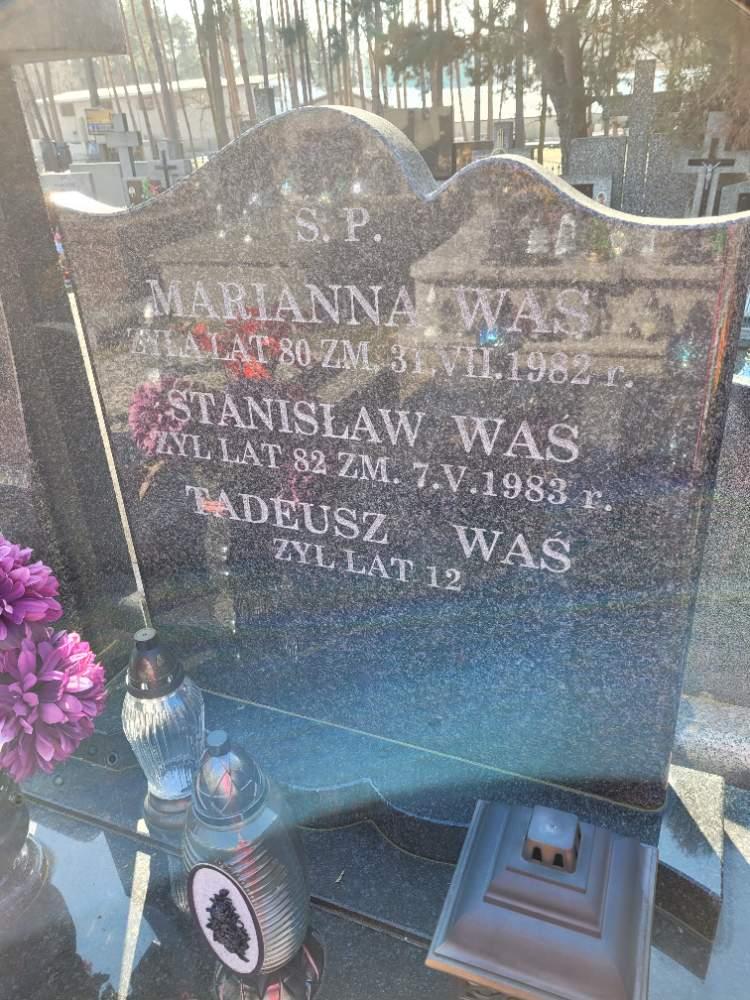 S. P.
MARIANNA WAŚ
ŻYŁA LAT 80 ZM. 31.VII.1982 r.
STANISŁAW WAŚ
ŻYŁ LAT 82 ZM. 7.V.1983 r.
TADEUSZ WAŚ
ŻYŁ LAT 12